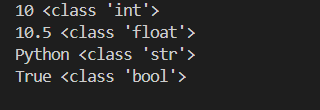 10 <class 'int'>
10.5 <class 'float'>
Python <class 'str'>
True <class 'bool'>